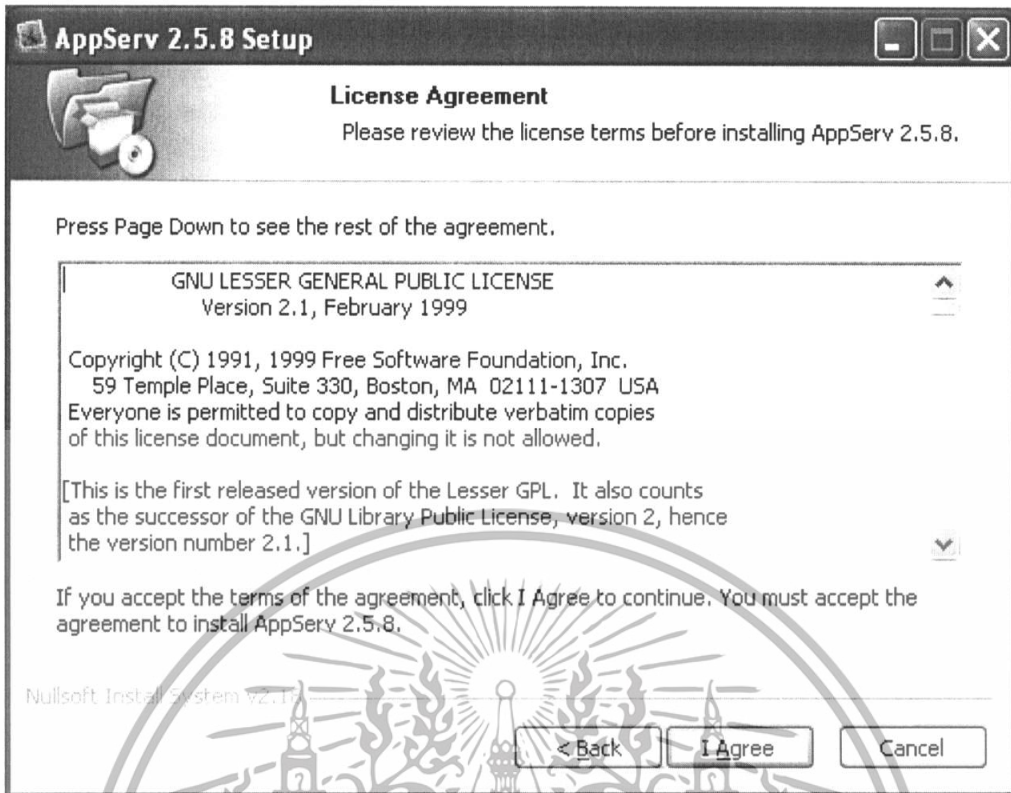 AppServ 2.5.8 Setup
License Agreement
Please review the license terms before installing AppServ 2.5.8.
Press Page Down to see the rest of the agreement.
GNU LESSER GENERAL PUBLIC LICENSE
Version 2.1, February 1999
Copyright (C) 1991, 1999 Free Software Foundation, Inc.
59 Temple Place, Suite 330, Boston, MA 02111-1307 USA
Everyone is permitted to copy and distribute verbatim copies
of this license document, but changing it is not allowed.
[This is the first released version of the Lesser GPL. It also counts
as the successor of the GNU Library Public License, version 2, hence
the version number 2.1.]
If you accept the terms of the agreement, click I Agree to continue. You must accept the
agreement to install AppServ 2.5.8.
Nullsoft Install System
< Back I Agree Cancel